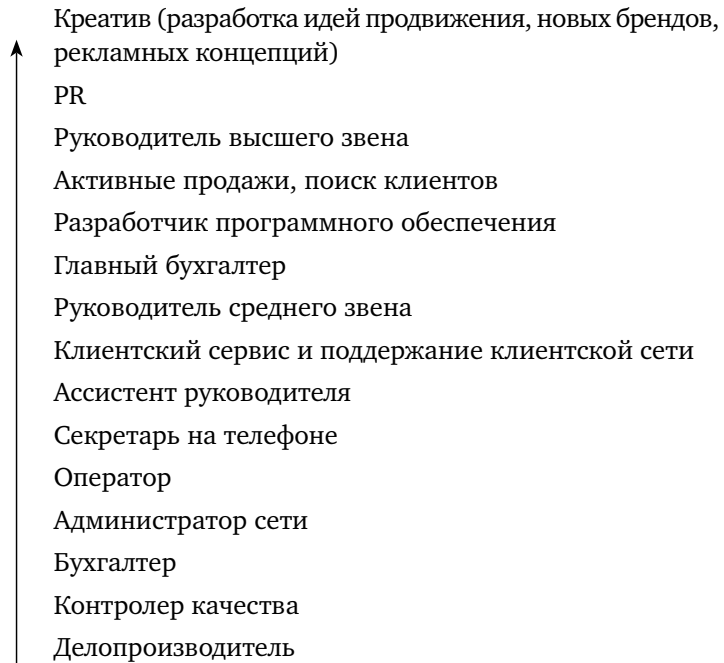 Креатив (разработка идей продвижения, новых брендов,
рекламных концепций)
PR
Руководитель высшего звена
Активные продажи, поиск клиентов
Разработчик программного обеспечения
Главный бухгалтер
Руководитель среднего звена
Клиентский сервис и поддержание клиентской сети
Ассистент руководителя
Секретарь на телефоне
Оператор
Администратор сети
Бухгалтер
Контролер качества
Делопроизводитель